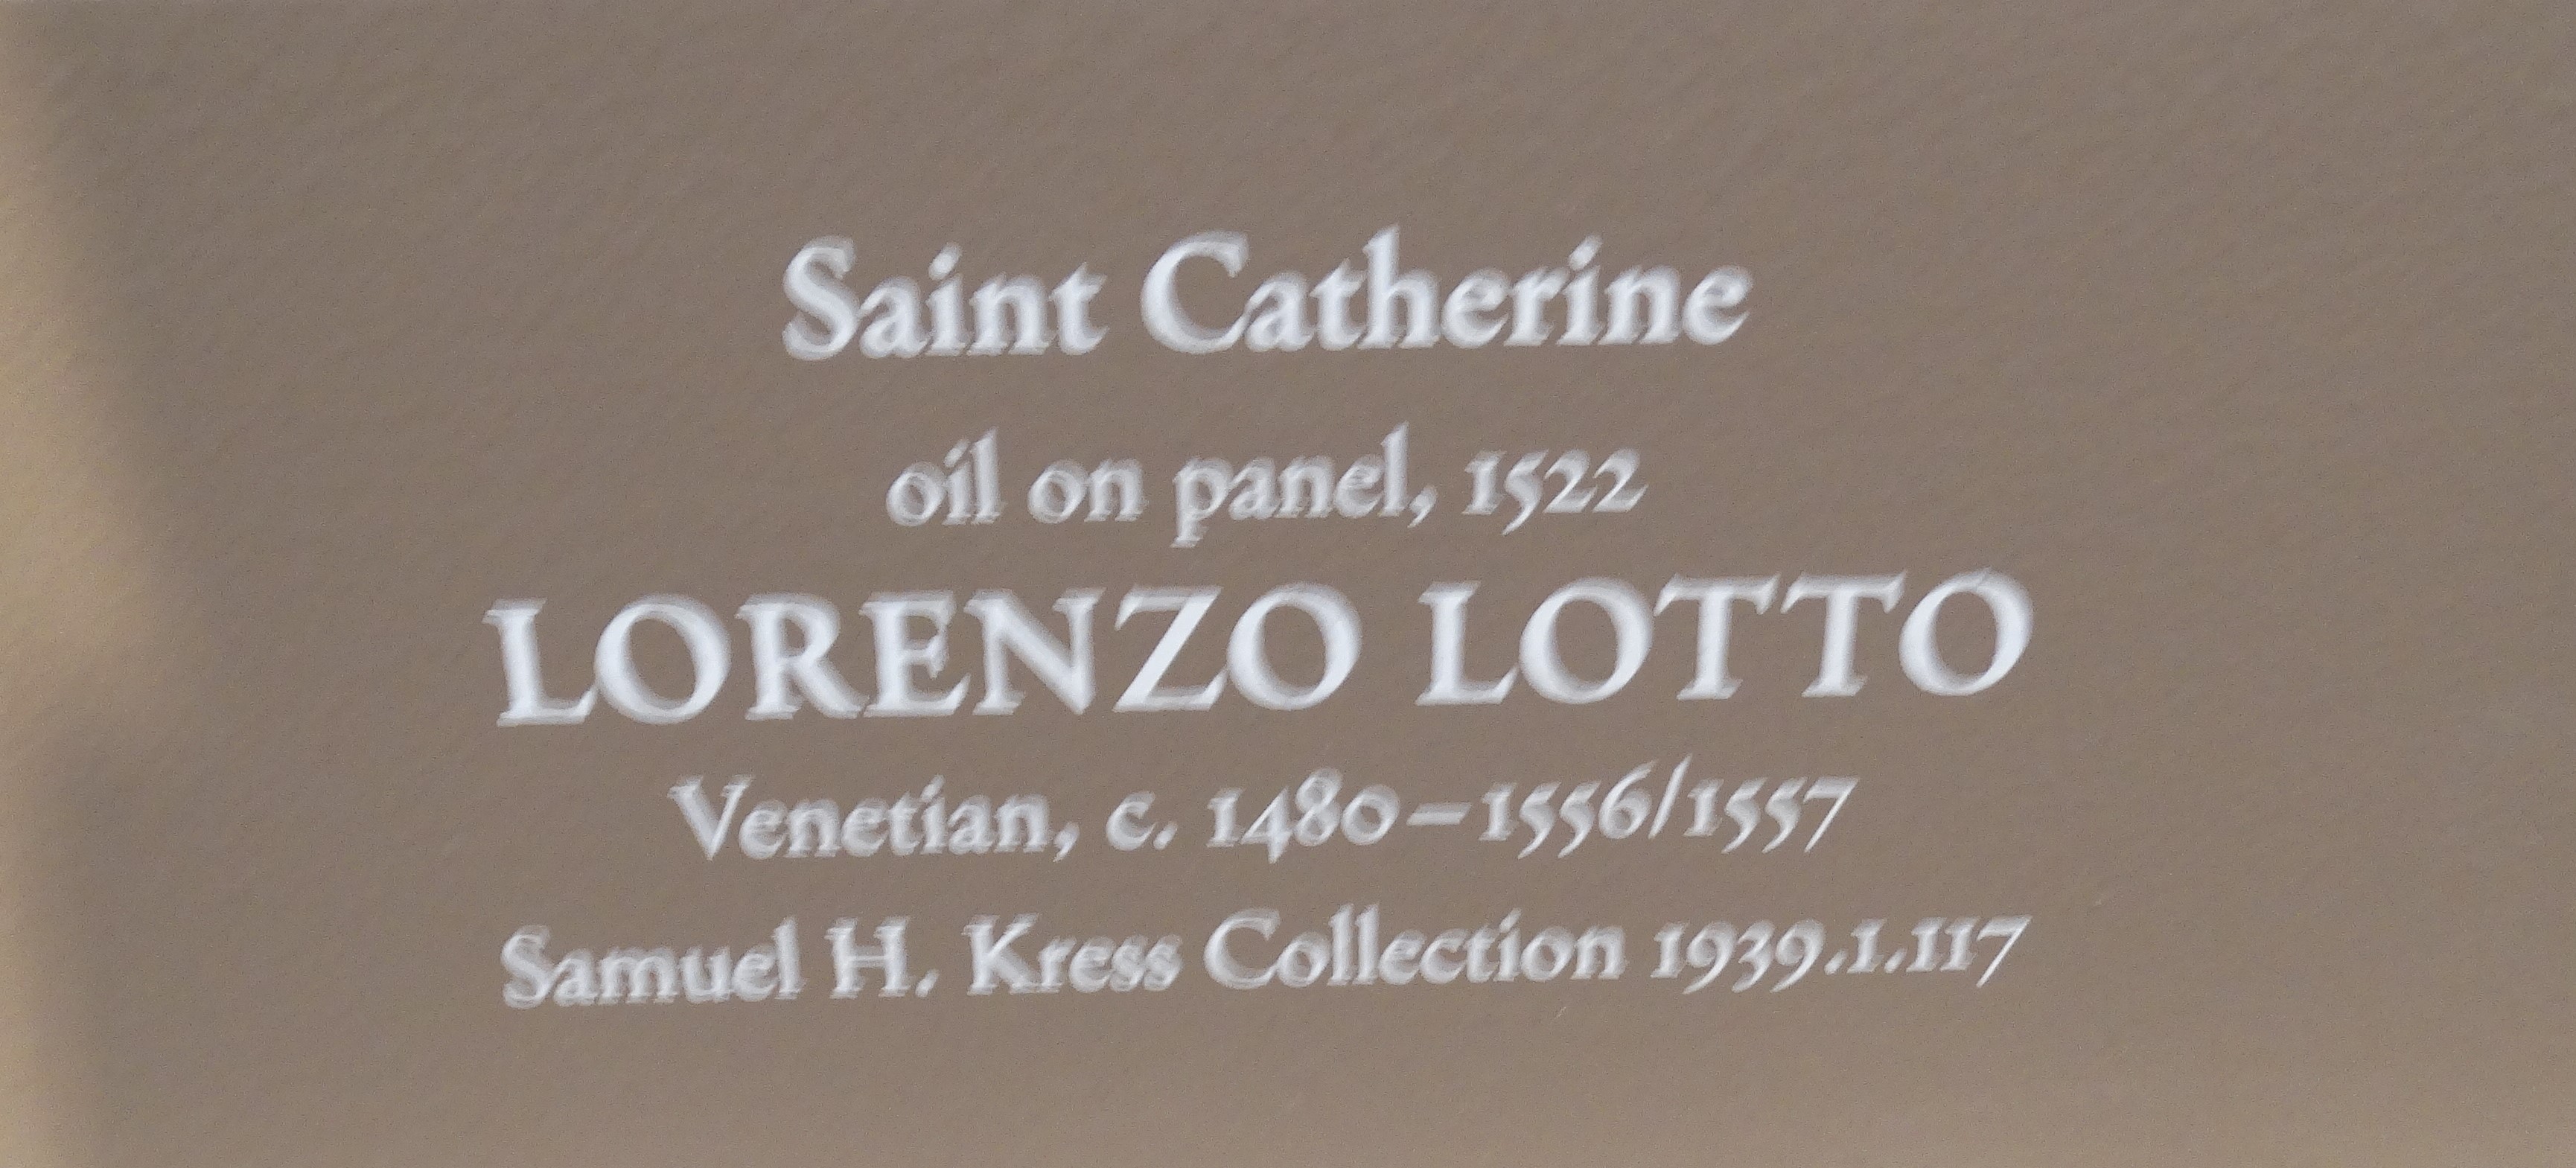 Saint Catherine
oil on panel, 1522
LORENZO LOTTO
Venetian, c. 1480–1556/1557
Samuel H. Kress Collection 1939.1.117